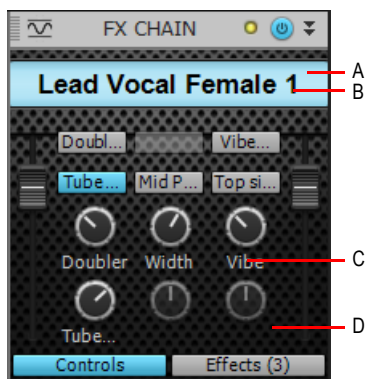 FX CHAIN
Lead Vocal Female 1
A
B
Doubl... Vibe...
Tube... Mid P... Top si...
Doubler Width Vibe
C
D
Tube...
Controls Effects (3)